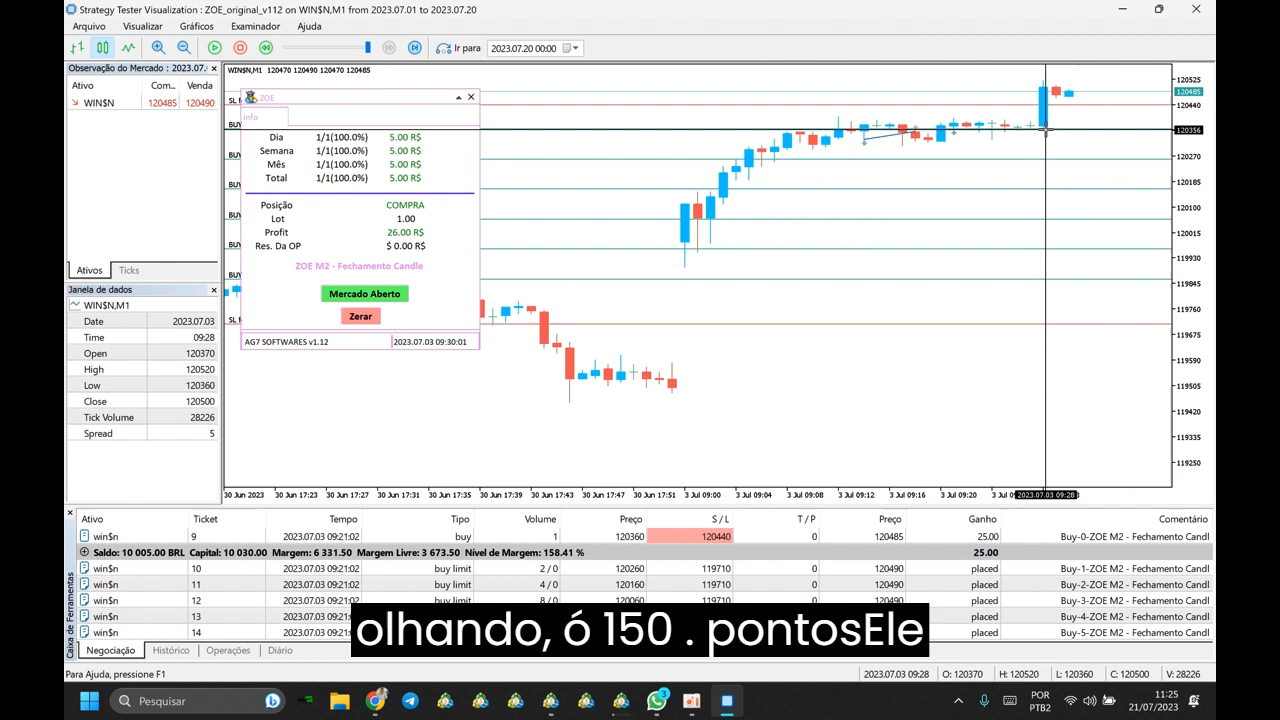 Strategy Tester Visualization : ZOE_original_v112 on WIN$N,M1 from 2023.07.01 to 2023.07.20
Arquivo Visualizar Gráficos Examinador Ajuda
Ir para 2023.07.20 00:00
Observação do Mercado : 2023.07.
Ativo Com... Venda
WIN$N 120485 120490
Ativos Ticks
Janela de dados
WIN$N,M1
Date 2023.07.03
Time 09:28
Open 120370
High 120520
Low 120360
Close 120500
Tick Volume 28226
Spread 5
WIN$N,M1 120470 120490 120470 120485
ZOE
Info
Dia 1/1(100.0%) 5.00 R$
Semana 1/1(100.0%) 5.00 R$
Mês 1/1(100.0%) 5.00 R$
Total 1/1(100.0%) 5.00 R$
Posição COMPRA
Lot 1.00
Profit 26.00 R$
Res. Da OP $ 0.00 R$
ZOE M2 - Fechamento Candle
Mercado Aberto
Zerar
AG7 SOFTWARES v1.12 2023.07.03 09:30:01
120525
120485
120440
120356
120270
120185
120100
120015
119930
119845
119760
119675
119590
119505
119420
119335
119250
30 Jun 2023 30 Jun 17:23 30 Jun 17:27 30 Jun 17:31 30 Jun 17:35 30 Jun 17:39 30 Jun 17:43 30 Jun 17:47 30 Jun 17:51 3 Jul 09:00 3 Jul 09:04 3 Jul 09:08 3 Jul 09:12 3 Jul 09:16 3 Jul 09:20 2023.07.03 09:28
Ativo Ticket Tempo Tipo Volume Preço S / L T / P Preço Ganho Comentário
win$n 9 2023.07.03 09:21:02 buy 1 120360 120440 0 120485 25.00 Buy-0-ZOE M2 - Fechamento Candl
Saldo: 10 005.00 BRL Capital: 10 030.00 Margem: 6 331.50 Margem Livre: 3 673.50 Nível de Margem: 158.41 % 25.00
win$n 10 2023.07.03 09:21:02 buy limit 2 / 0 120260 119710 0 120490 placed Buy-1-ZOE M2 - Fechamento Candl
win$n 11 2023.07.03 09:21:02 buy limit 4 / 0 120160 119710 0 120490 placed Buy-2-ZOE M2 - Fechamento Candl
win$n 12 2023.07.03 09:21:02 buy limit 8 / 0 120060 119710 0 120490 placed Buy-3-ZOE M2 - Fechamento Candl
win$n 13 placed Buy-4-ZOE M2 - Fechamento Candl
win$n 14 placed Buy-5-ZOE M2 - Fechamento Candl
Caixa de Ferramentas
Negociação Histórico Operações Diário
olhando, ó 150 . pontosEle
Para Ajuda, pressione F1 2023.07.03 09:28 O: 120370 H: 120520 L: 120360 C: 120500 V: 28226
Pesquisar 3 POR PTB2 11:25 21/07/2023